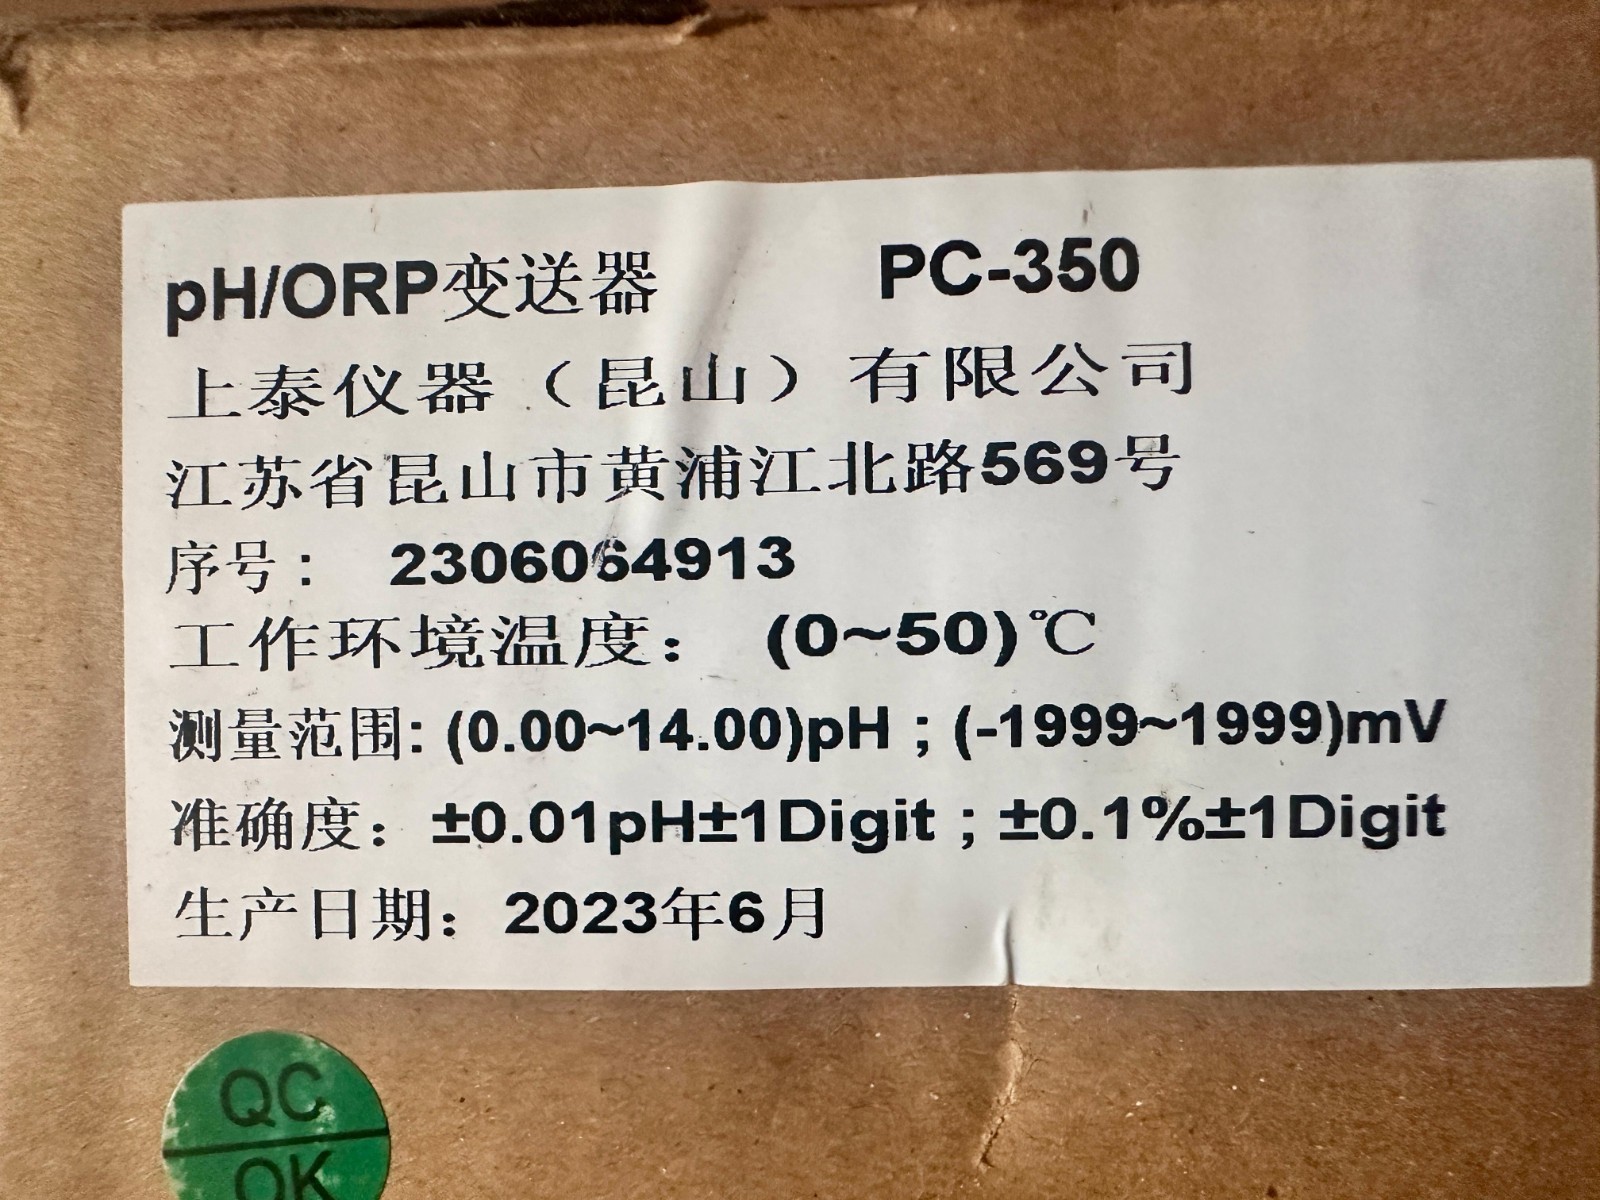 pH/ORP变送器 PC-350
上泰仪器（昆山）有限公司
江苏省昆山市黄浦江北路569号
序号： 2306064913
工作环境温度： (0~50)℃
测量范围: (0.00~14.00)pH ; (-1999~1999)mV
准确度： ±0.01pH±1Digit ; ±0.1%±1Digit
生产日期： 2023年6月
QC
OK